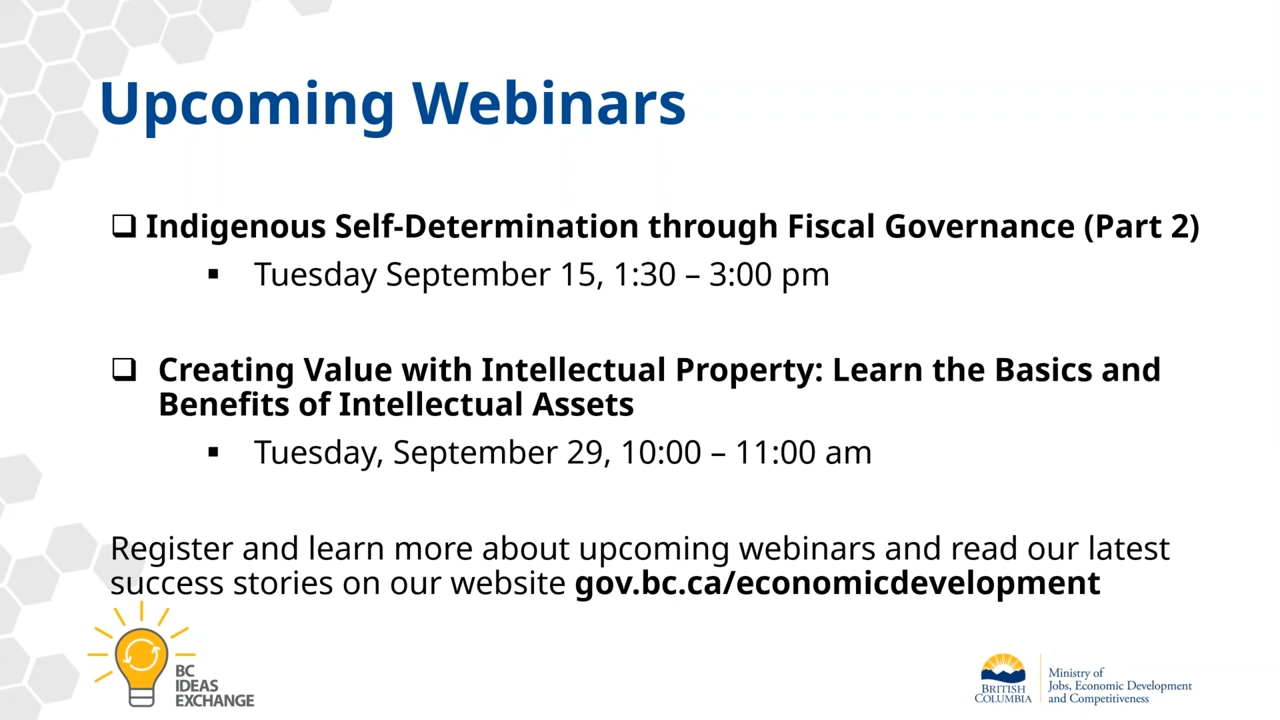 Upcoming Webinars
❑ Indigenous Self-Determination through Fiscal Governance (Part 2)
▪ Tuesday September 15, 1:30 – 3:00 pm
❑ Creating Value with Intellectual Property: Learn the Basics and
Benefits of Intellectual Assets
▪ Tuesday, September 29, 10:00 – 11:00 am
Register and learn more about upcoming webinars and read our latest
success stories on our website gov.bc.ca/economicdevelopment
BC
IDEAS
EXCHANGE
BRITISH
COLUMBIA
Ministry of
Jobs, Economic Development
and Competitiveness